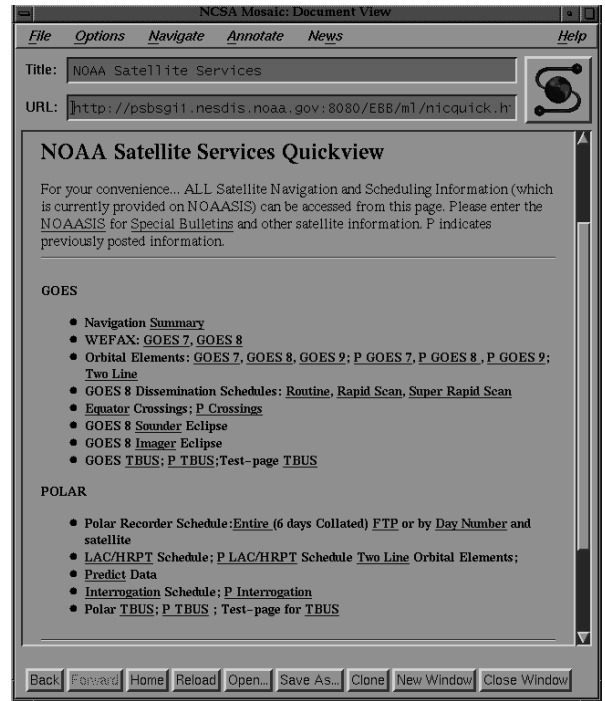 NCSA Mosaic: Document View
File Options Navigate Annotate News Help
Title: NOAA Satellite Services
URL: http://psbsgi1.nesdis.noaa.gov:8080/EBB/ml/nicquick.h
NOAA Satellite Services Quickview
For your convenience... ALL Satellite Navigation and Scheduling Information (which
is currently provided on NOAASIS) can be accessed from this page. Please enter the
NOAASIS for Special Bulletins and other satellite information. P indicates
previously posted information.
GOES
Navigation Summary
WEFAX: GOES 7, GOES 8
Orbital Elements: GOES 7, GOES 8, GOES 9; P GOES 7, P GOES 8 , P GOES 9;
Two Line
GOES 8 Dissemination Schedules: Routine, Rapid Scan, Super Rapid Scan
Equator Crossings; P Crossings
GOES 8 Sounder Eclipse
GOES 8 Imager Eclipse
GOES TBUS; P TBUS;Test-page TBUS
POLAR
Polar Recorder Schedule:Entire (6 days Collated) FTP or by Day Number and
satellite
LAC/HRPT Schedule; P LAC/HRPT Schedule Two Line Orbital Elements;
Predict Data
Interrogation Schedule; P Interrogation
Polar TBUS; P TBUS ; Test-page for TBUS
Back Forward Home Reload Open... Save As... Clone New Window Close Window